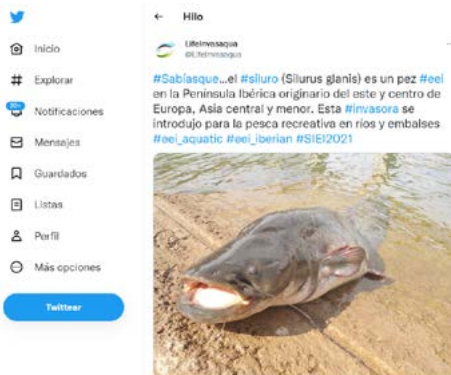 Hilo
Inicio
Explorar
Notificaciones
20+
Mensajes
Guardados
Listas
Perfil
Más opciones
Twittear
LifeInvasaqua
@LifeInvasaqua
#Sabíasque...el #siluro (Silurus glanis) es un pez #eei
en la Península Ibérica originario del este y centro de
Europa, Asia central y menor. Esta #invasora se
introdujo para la pesca recreativa en ríos y embalses
#eei_aquatic #eei_iberian #SIEI2021